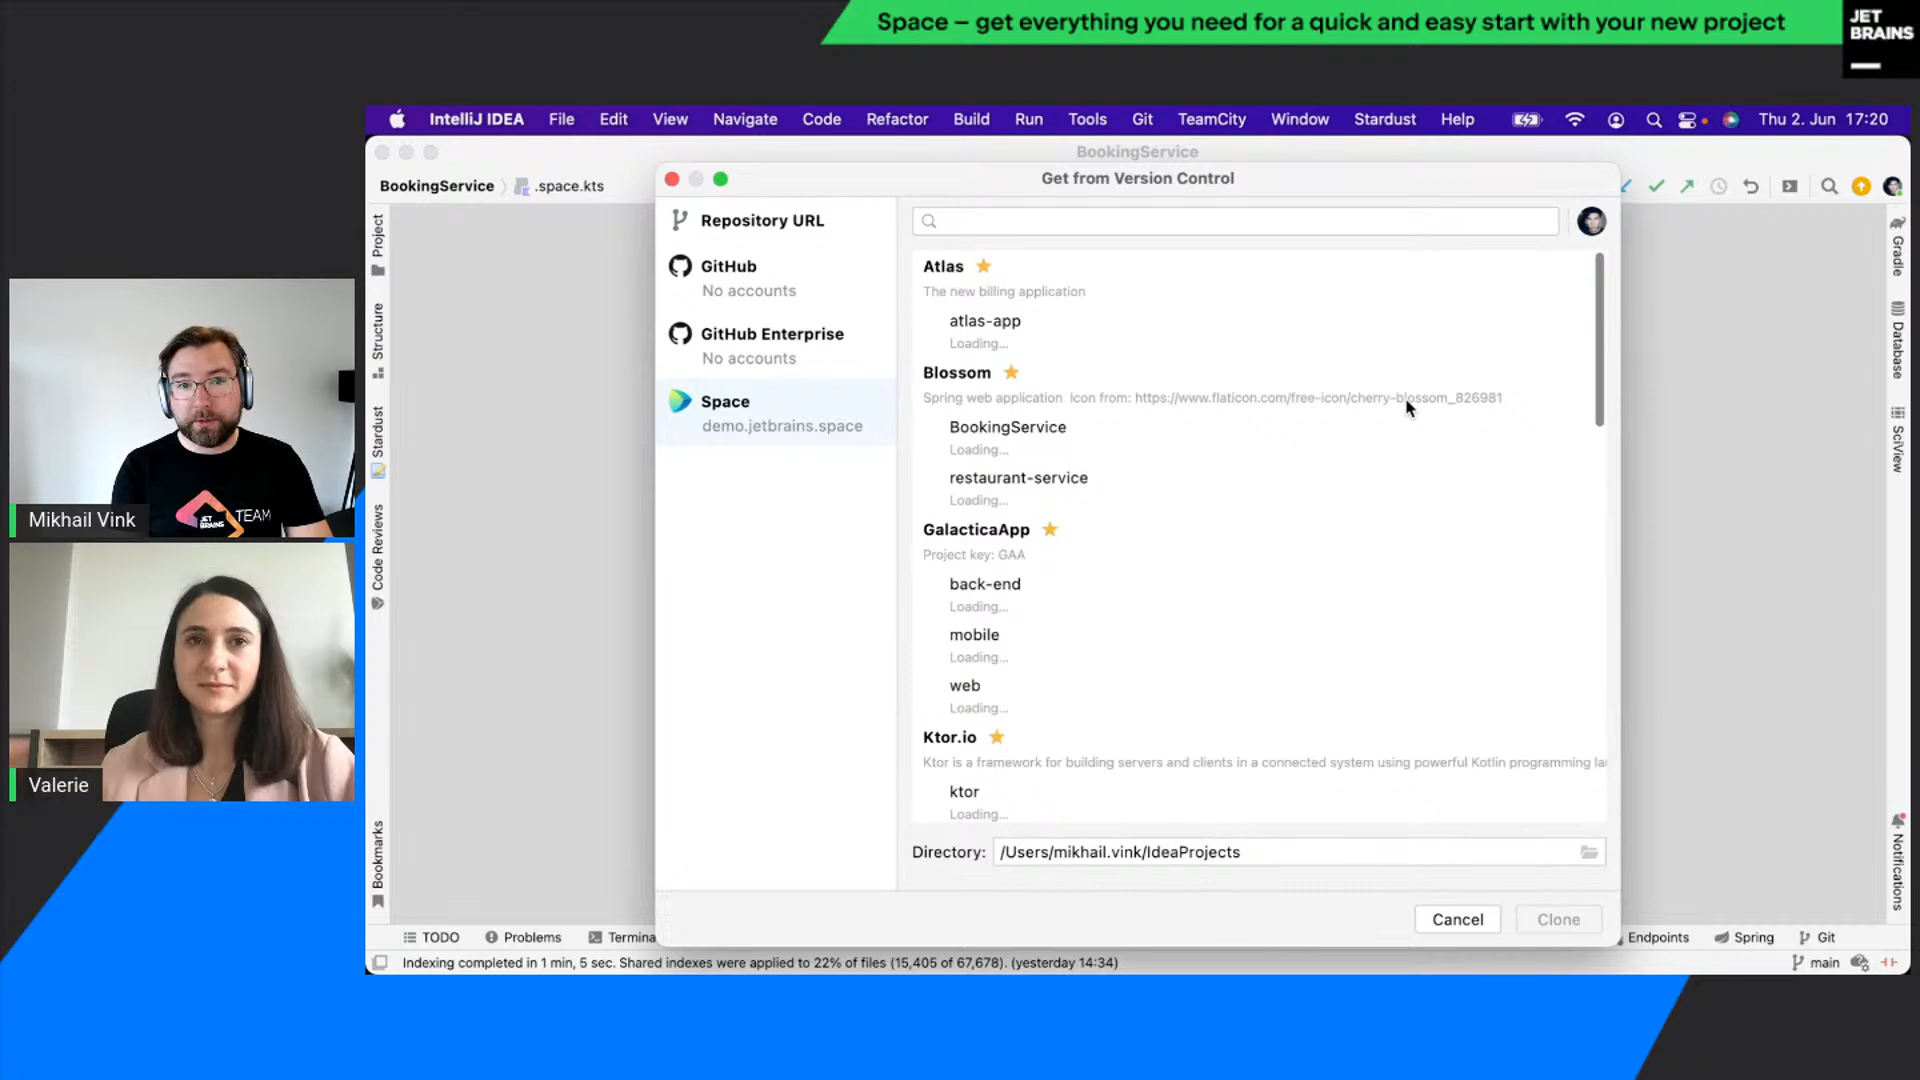 Space – get everything you need for a quick and easy start with your new project
JET
BRAINS
IntelliJ IDEA File Edit View Navigate Code Refactor Build Run Tools Git TeamCity Window Stardust Help Thu 2. Jun 17:20
BookingService
BookingService .space.kts
Get from Version Control
Project
Structure
Stardust
Code Reviews
Bookmarks
Repository URL
GitHub
No accounts
GitHub Enterprise
No accounts
Space
demo.jetbrains.space
Atlas
The new billing application
atlas-app
Loading...
Blossom
Spring web application Icon from: https://www.flaticon.com/free-icon/cherry-blossom_826981
BookingService
Loading...
restaurant-service
Loading...
GalacticaApp
Project key: GAA
back-end
Loading...
mobile
Loading...
web
Loading...
Ktor.io
Ktor is a framework for building servers and clients in a connected system using powerful Kotlin programming la
ktor
Loading...
Directory: /Users/mikhail.vink/IdeaProjects
Cancel Clone
Gradle
Database
SciView
Notifications
TODO Problems Termina Endpoints Spring Git
Indexing completed in 1 min, 5 sec. Shared indexes were applied to 22% of files (15,405 of 67,678). (yesterday 14:34) main
JET
BRAINS
TEAM
Mikhail Vink
Valerie